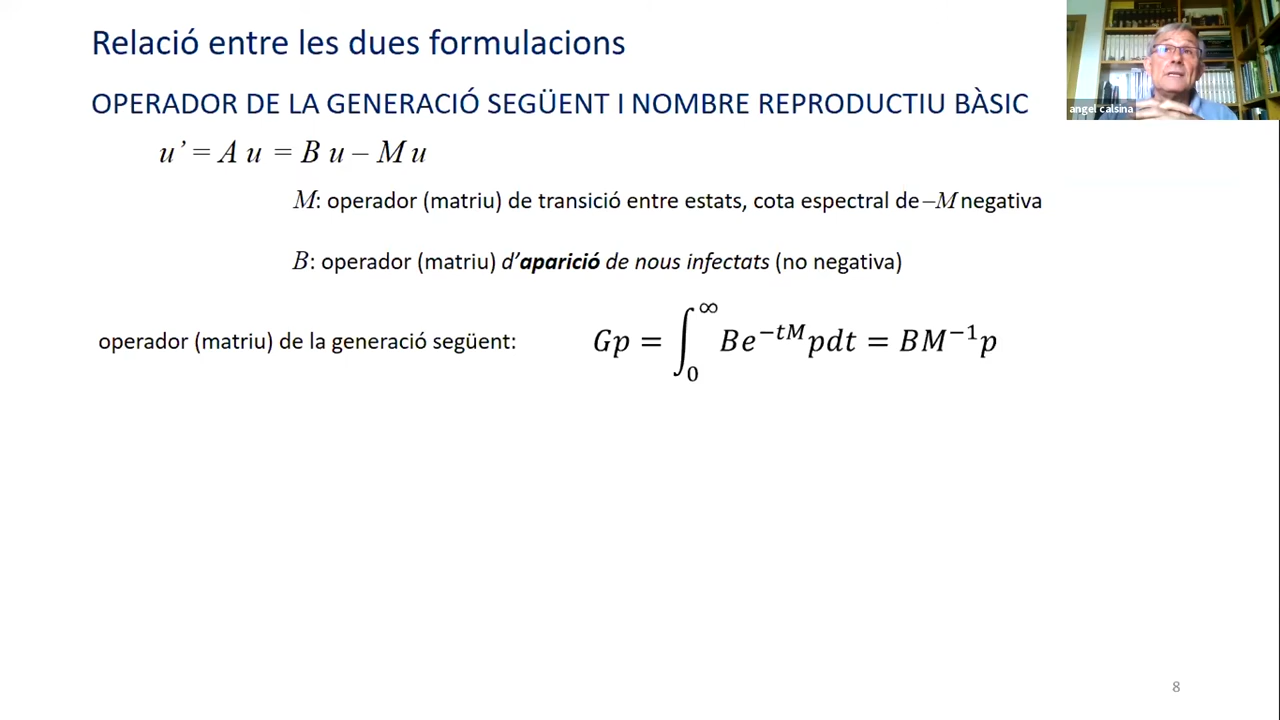 Relació entre les dues formulacions
OPERADOR DE LA GENERACIÓ SEGÜENT I NOMBRE REPRODUCTIU BÀSIC
u’ = A u = B u – M u
M: operador (matriu) de transició entre estats, cota espectral de –M negativa
B: operador (matriu) d’aparició de nous infectats (no negativa)
operador (matriu) de la generació següent: Gp = ∫₀^∞ Be^{−tM} pdt = BM^{−1}p
angel calsina
8